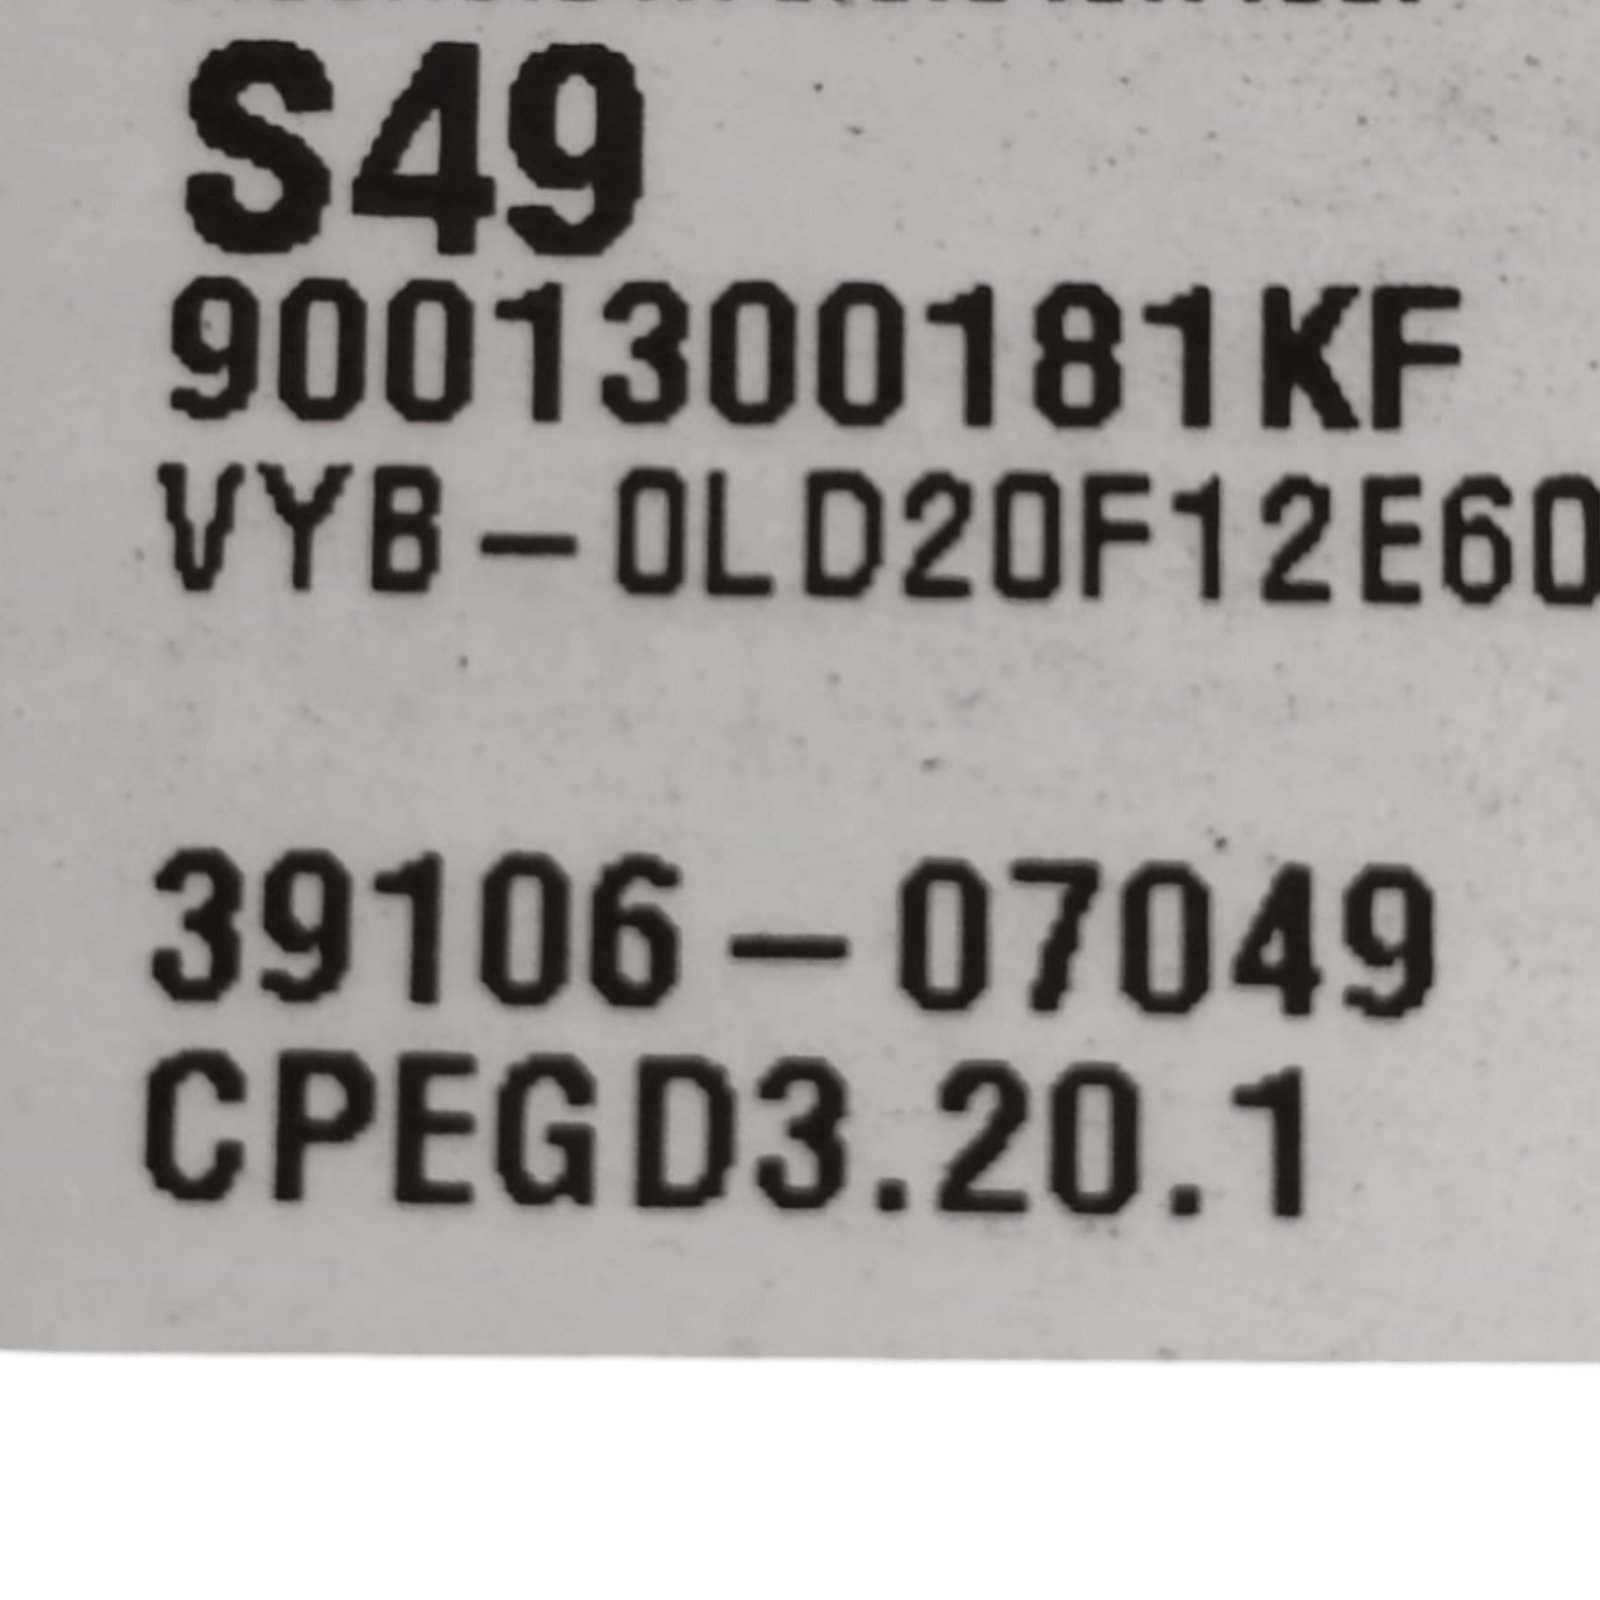 S49
9001300181KF
VYB-0LD20F12E60
39106-07049
CPEGD3.20.1